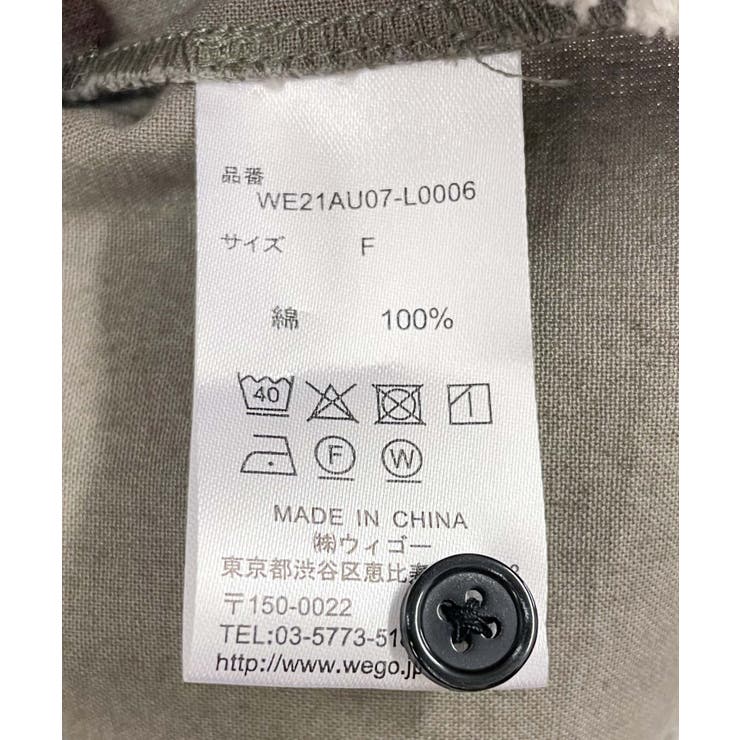 品番
WE21AU07-L0006
サイズ F
綿 100%
40
F W
MADE IN CHINA
㈱ウィゴー
東京都渋谷区恵比寿
〒150-0022
TEL:03-5773-51
http://www.wego.jp